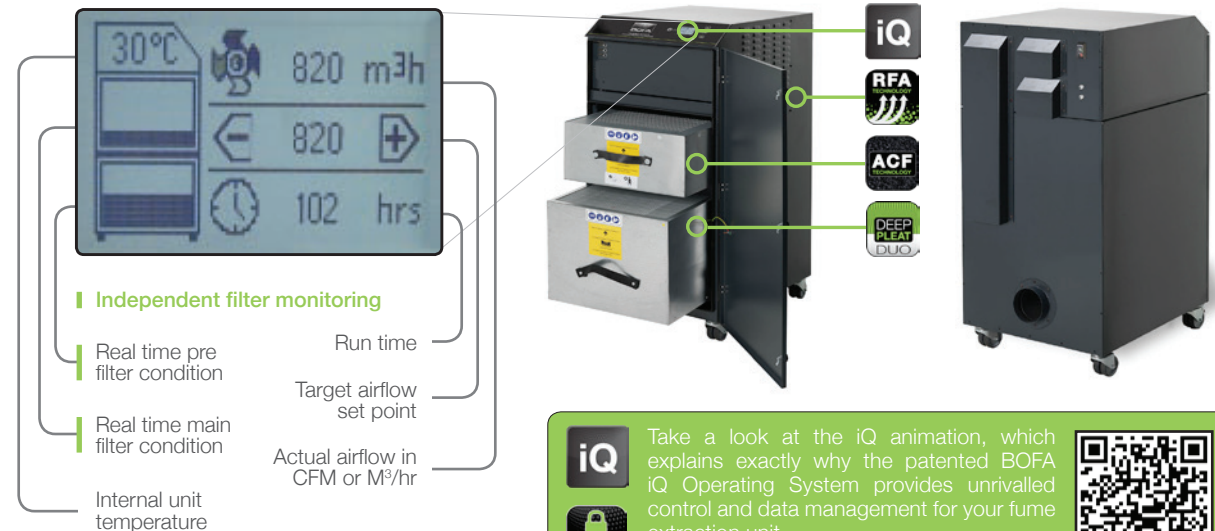 30°C
820 m³h
820
102 hrs
Independent filter monitoring
Real time pre
filter condition
Real time main
filter condition
Internal unit
temperature
Run time
Target airflow
set point
Actual airflow in
CFM or M³/hr
BOFA
iQ
RFA
TECHNOLOGY
ACF
TECHNOLOGY
DEEP
PLEAT
DUO
iQ
Take a look at the iQ animation, which
explains exactly why the patented BOFA
iQ Operating System provides unrivalled
control and data management for your fume
extraction unit